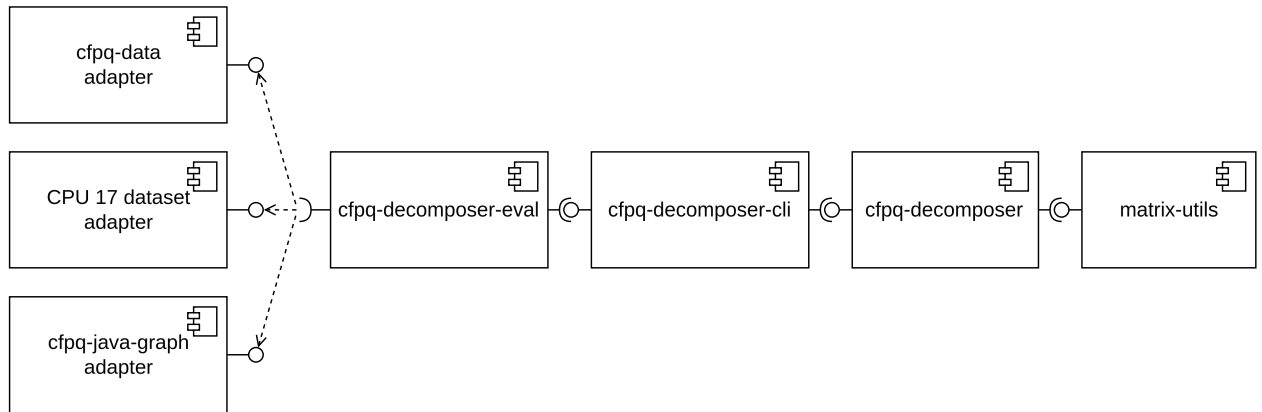 cfpq-data
adapter
CPU 17 dataset
adapter
cfpq-java-graph
adapter
cfpq-decomposer-eval
cfpq-decomposer-cli
cfpq-decomposer
matrix-utils